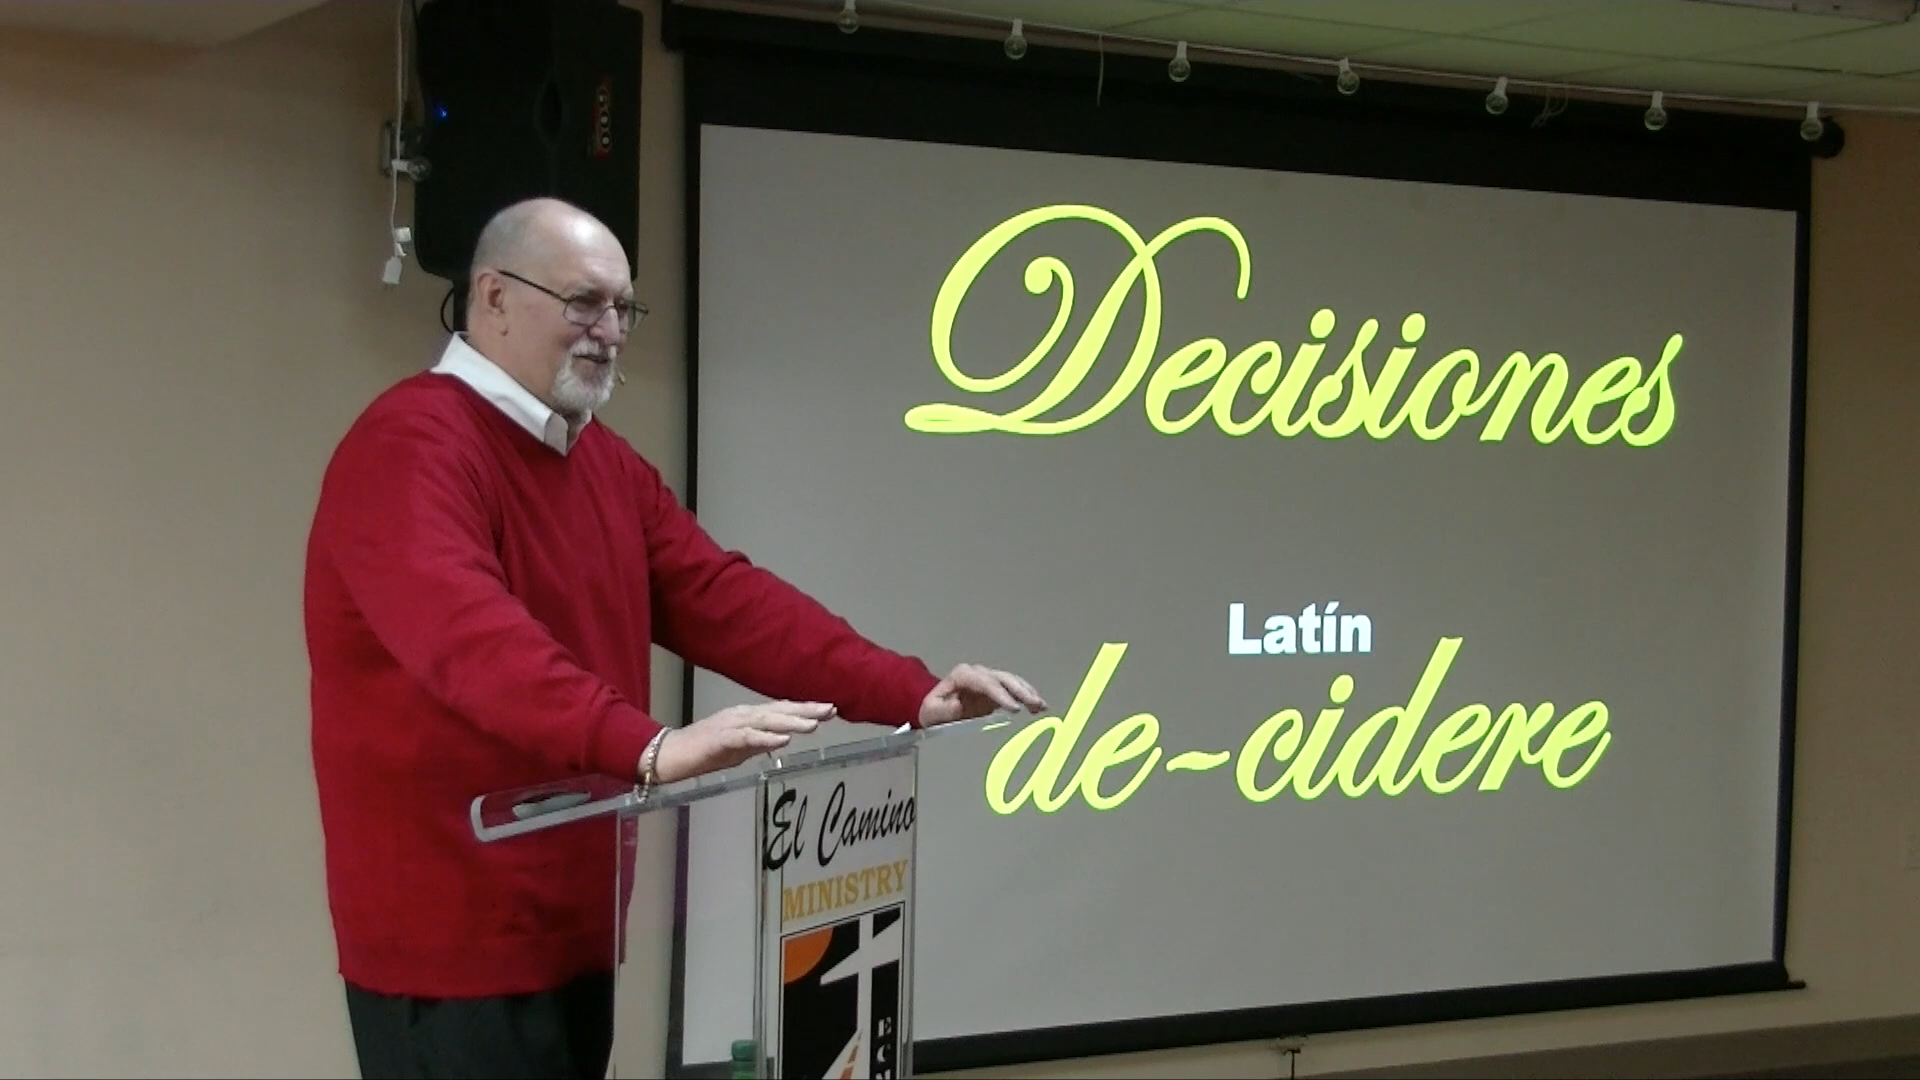 Decisiones
Latín
de-cidere
El Camino
MINISTRY